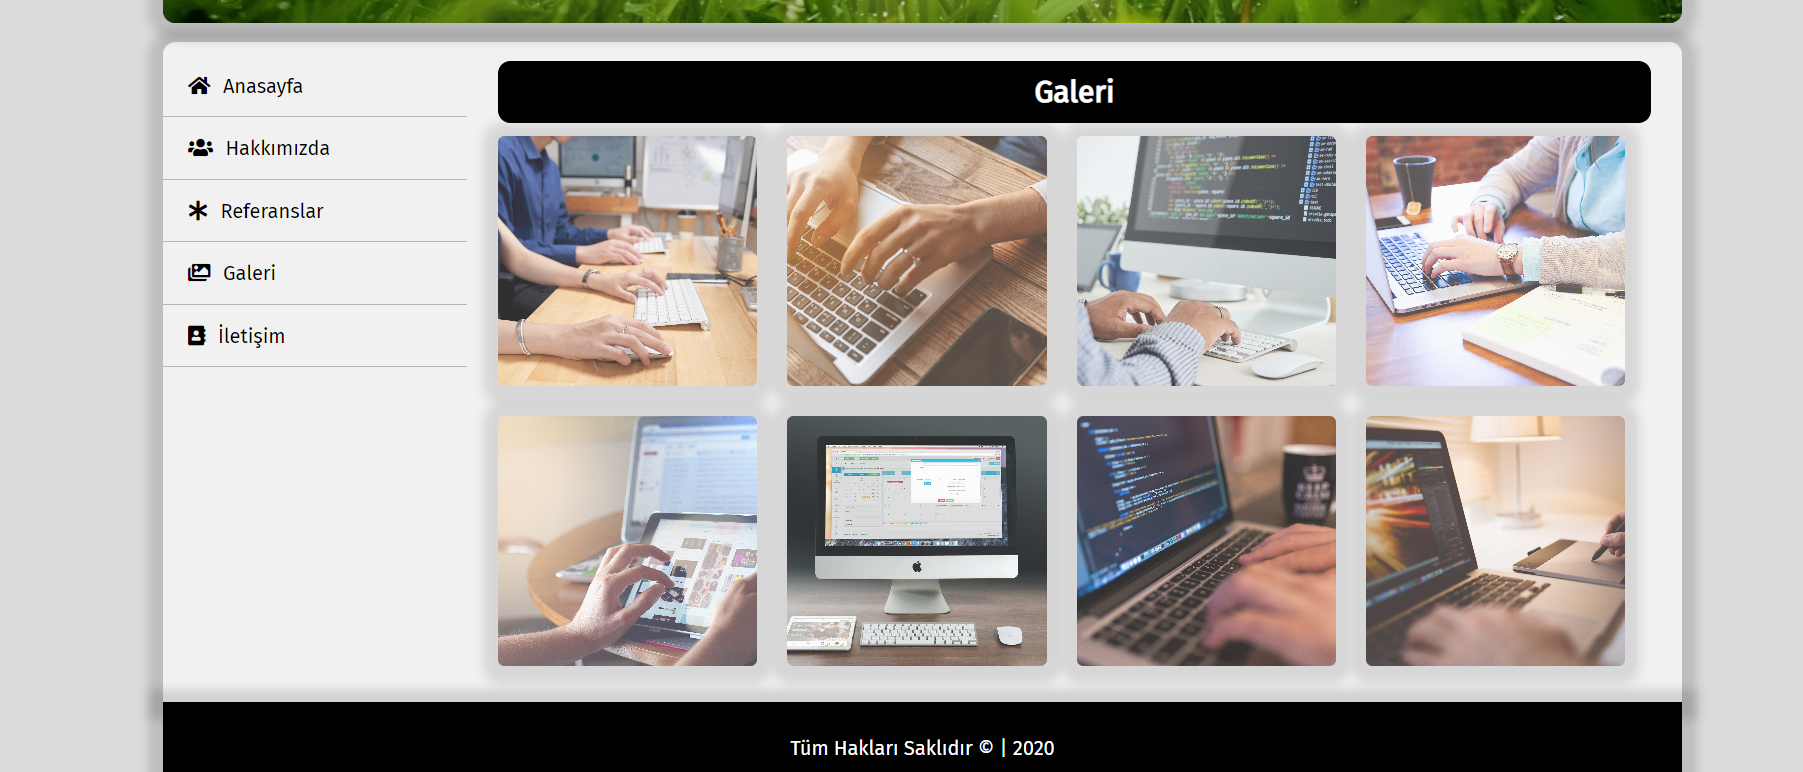 Anasayfa
Hakkımızda
Referanslar
Galeri
İletişim
Galeri
Tüm Hakları Saklıdır © | 2020